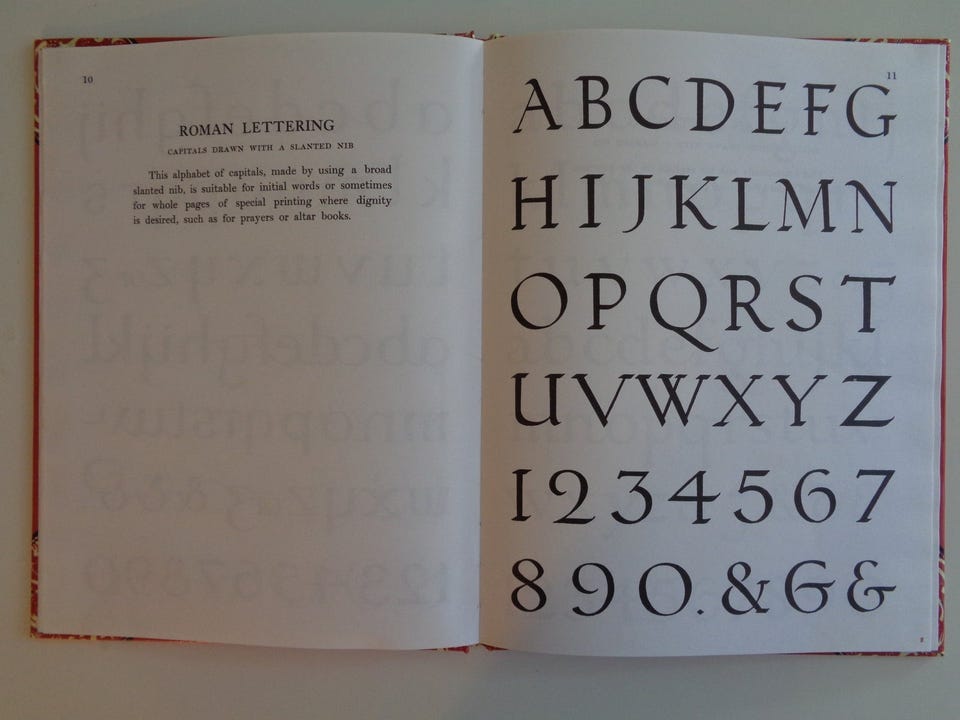 10
ROMAN LETTERING
CAPITALS DRAWN WITH A SLANTED NIB
This alphabet of capitals, made by using a broad
slanted nib, is suitable for initial words or sometimes
for whole pages of special printing where dignity
is desired, such as for prayers or altar books.
11
ABCDEFG
HIJKLMN
OPQRST
UVWXYZ
1234567
890.&&&